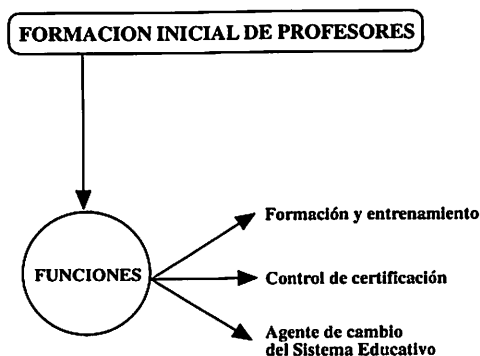 FORMACION INICIAL DE PROFESORES
Formación y entrenamiento
FUNCIONES
Control de certificación
Agente de cambio
del Sistema Educativo